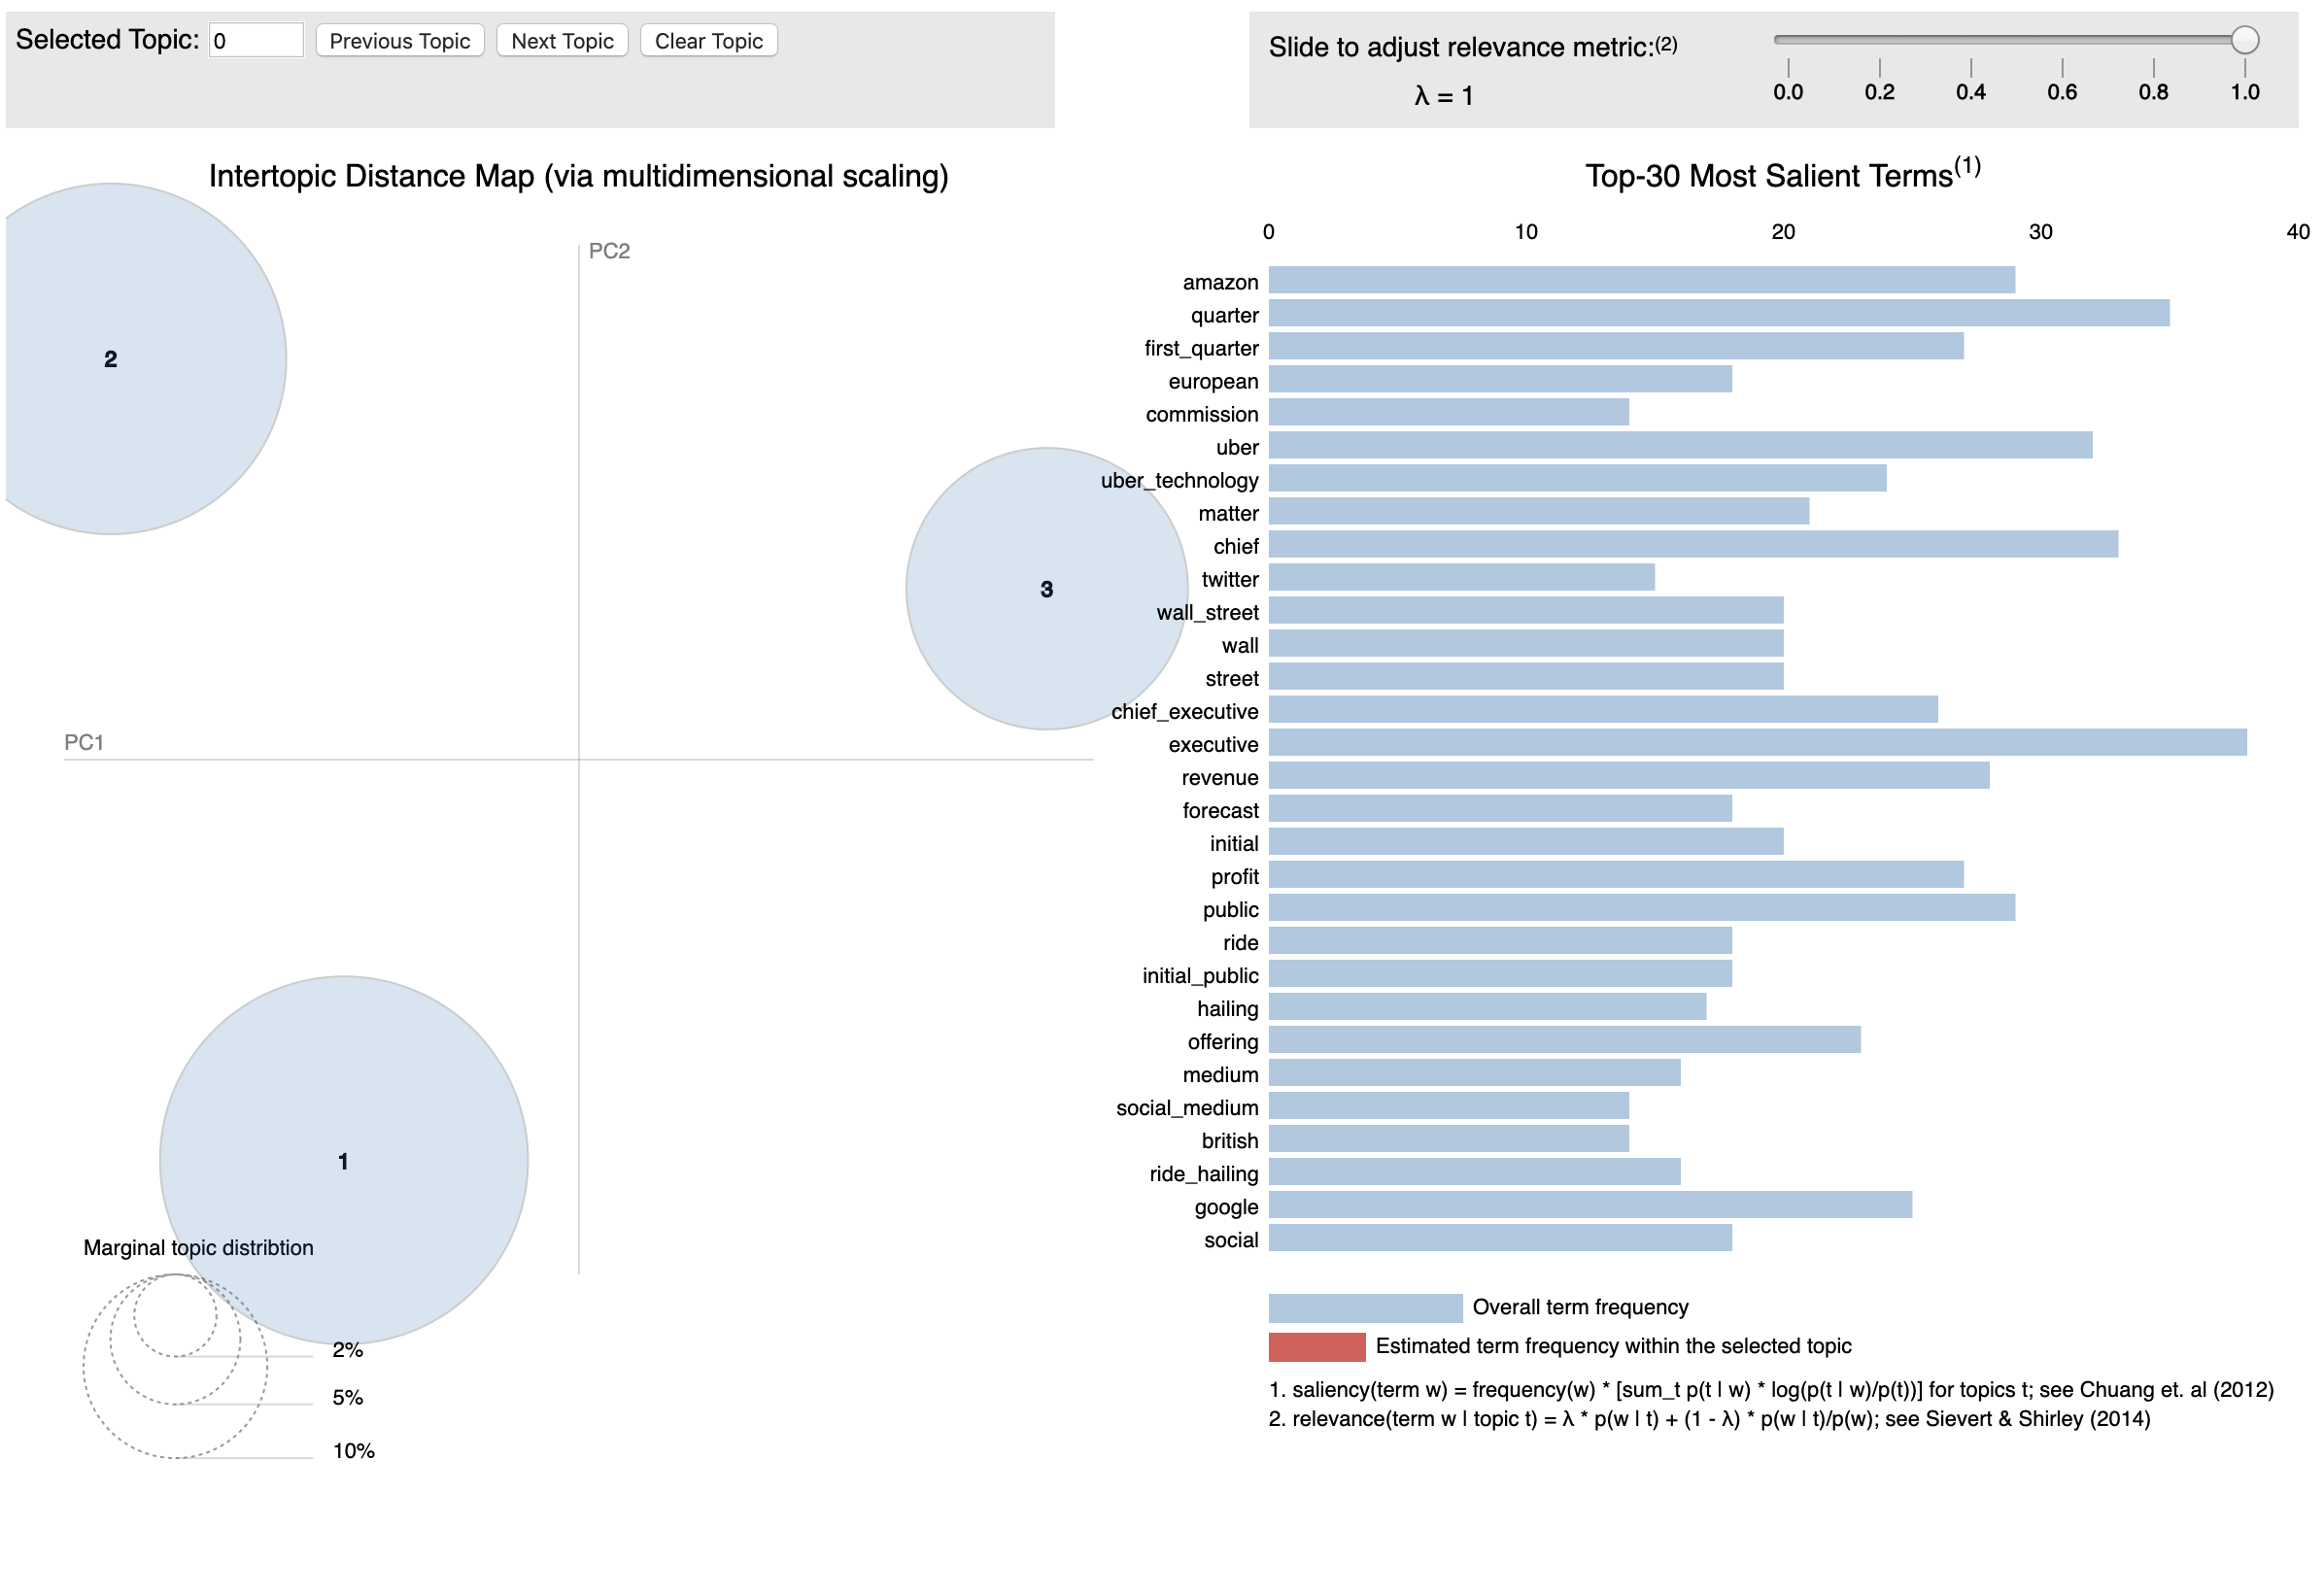 Selected Topic: 0 Previous Topic Next Topic Clear Topic
Slide to adjust relevance metric:(2)
λ = 1
0.0 0.2 0.4 0.6 0.8 1.0
Intertopic Distance Map (via multidimensional scaling)
PC2
PC1
2
3
1
Marginal topic distribtion
2%
5%
10%
Top-30 Most Salient Terms(1)
0 10 20 30 40
amazon
quarter
first_quarter
european
commission
uber
uber_technology
matter
chief
twitter
wall_street
wall
street
chief_executive
executive
revenue
forecast
initial
profit
public
ride
initial_public
hailing
offering
medium
social_medium
british
ride_hailing
google
social
Overall term frequency
Estimated term frequency within the selected topic
1. saliency(term w) = frequency(w) * [sum_t p(t | w) * log(p(t | w)/p(t))] for topics t; see Chuang et. al (2012)
2. relevance(term w | topic t) = λ * p(w | t) + (1 - λ) * p(w | t)/p(w); see Sievert & Shirley (2014)